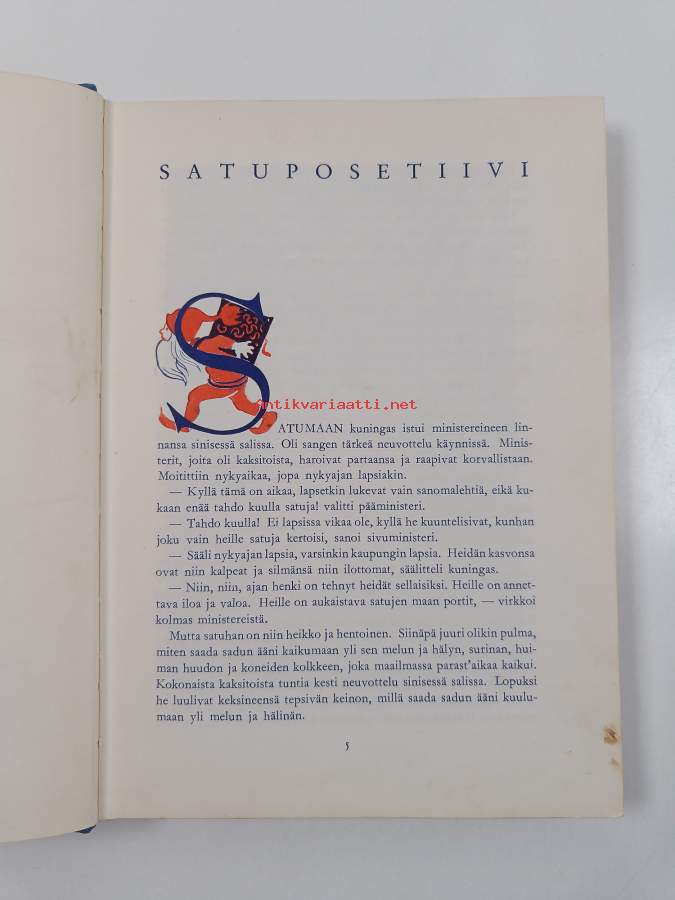 SATUPOSETIIVI
antikvariaatti.net
SATUMAAN kuningas istui ministereineen lin-
nansa sinisessä salissa. Oli sangen tärkeä neuvottelu käynnissä. Minis-
terit, joita oli kaksitoista, haroivat partaansa ja raapivat korvallistaan.
Moitittiin nykyaikaa, jopa nykyajan lapsiakin.
— Kyllä tämä on aikaa, lapsetkin lukevat vain sanomalehtiä, eikä ku-
kaan enää tahdo kuulla satuja! valitti pääministeri.
— Tahdo kuulla! Ei lapsissa vikaa ole, kyllä he kuuntelisivat, kunhan
joku vain heille satuja kertoisi, sanoi sivuministeri.
— Sääli nykyajan lapsia, varsinkin kaupungin lapsia. Heidän kasvonsa
ovat niin kalpeat ja silmänsä niin ilottomat, säälitteli kuningas.
— Niin, niin, ajan henki on tehnyt heidät sellaisiksi. Heille on annet-
tava iloa ja valoa. Heille on aukaistava satujen maan portit, — virkkoi
kolmas ministereistä.
Mutta satuhan on niin heikko ja hentoinen. Siinäpä juuri olikin pulma,
miten saada sadun ääni kaikumaan yli sen melun ja hälyn, surinan, hui-
man huudon ja koneiden kolkkeen, joka maailmassa parast'aikaa kaikui.
Kokonaista kaksitoista tuntia kesti neuvottelu sinisessä salissa. Lopuksi
he luulivat keksineensä tepsivän keinon, millä saada sadun ääni kuulu-
maan yli melun ja hälinän.
5